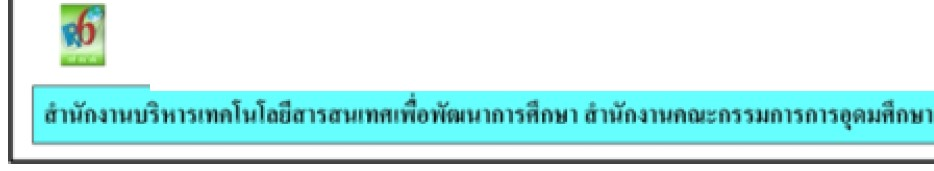 R6
สำนักงานบริหารเทคโนโลยีสารสนเทศเพื่อพัฒนาการศึกษา สำนักงานคณะกรรมการการอุดมศึกษา